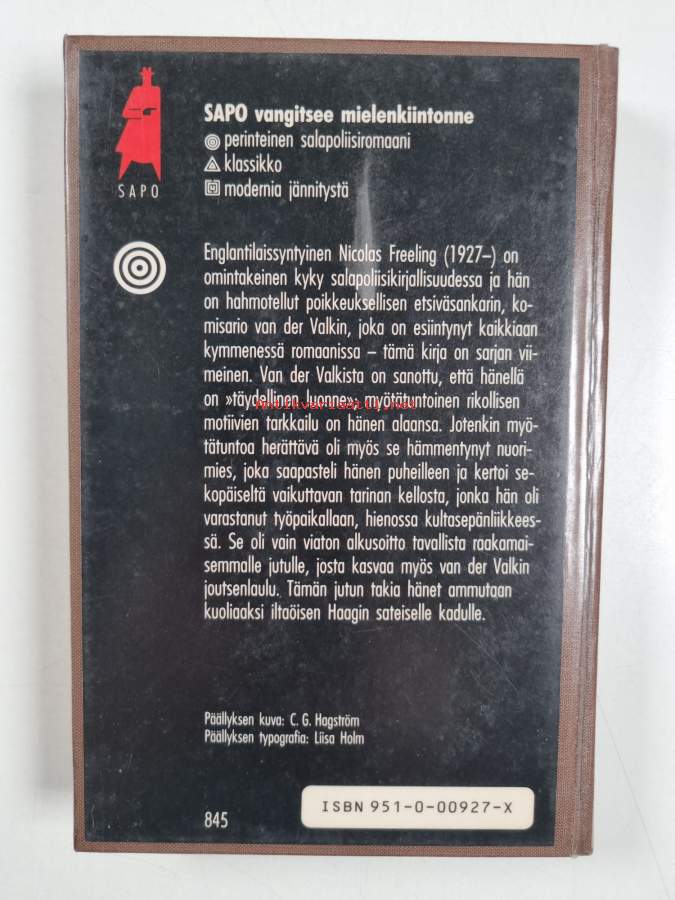 SAPO vangitsee mielenkiintonne
perinteinen salapoliisiromaani
klassikko
modernia jännitystä
SAPO
Englantilaissyntyinen Nicolas Freeling (1927–) on
omintakeinen kyky salapoliisikirjallisuudessa ja hän
on hahmotellut poikkeuksellisen etsiväsankarin, ko-
misario van der Valkin, joka on esiintynyt kaikkiaan
kymmenessä romaanissa – tämä kirja on sarjan vii-
meinen. Van der Valkista on sanottu, että hänellä
on »täydellinen luonne»: myötätuntoinen rikollisen
Antikvariaatti.net
motiivien tarkkailu on hänen alaansa. Jotenkin myö-
tätuntoa herättävä oli myös se hämmentynyt nuori-
mies, joka saapasteli hänen puheilleen ja kertoi se-
kopäiseltä vaikuttavan tarinan kellosta, jonka hän oli
varastanut työpaikallaan, hienossa kultasepänliikkees-
sä. Se oli vain viaton alkusoitto tavallista raakamai-
semmalle jutulle, josta kasvaa myös van der Valkin
joutsenlaulu. Tämän jutun takia hänet ammutaan
kuoliaaksi iltaöisen Haagin sateiselle kadulle.
Päällyksen kuva: C. G. Hagström
Päällyksen typografia: Liisa Holm
845
ISBN 951-0-00927-X